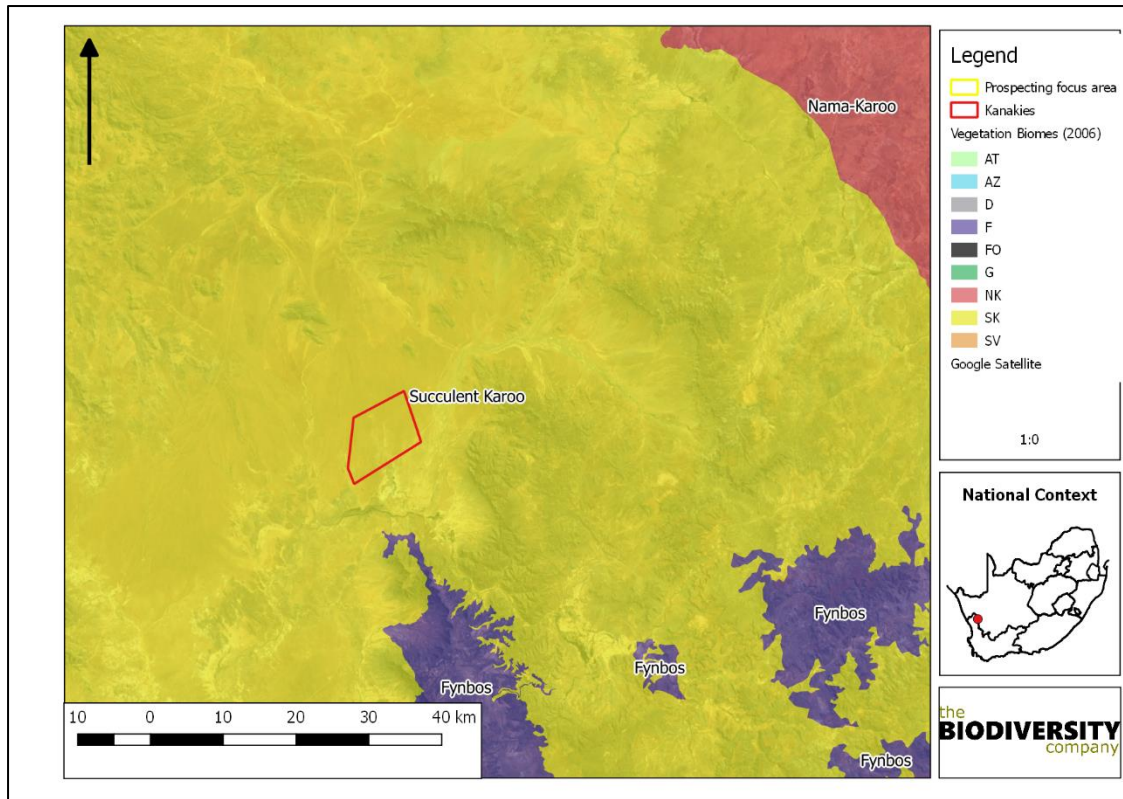 Nama-Karoo
Succulent Karoo
Fynbos
Fynbos
Fynbos
Fynbos
10 0 10 20 30 40 km
Legend
Prospecting focus area
Kanakies
Vegetation Biomes (2006)
AT
AZ
D
F
FO
G
NK
SK
SV
Google Satellite
1:0
National Context
the
BIODIVERSITY
company